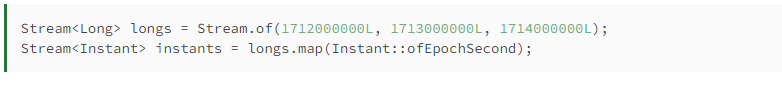 Stream<Long> longs = Stream.of(1712000000L, 1713000000L, 1714000000L);
Stream<Instant> instants = longs.map(Instant::ofEpochSecond);